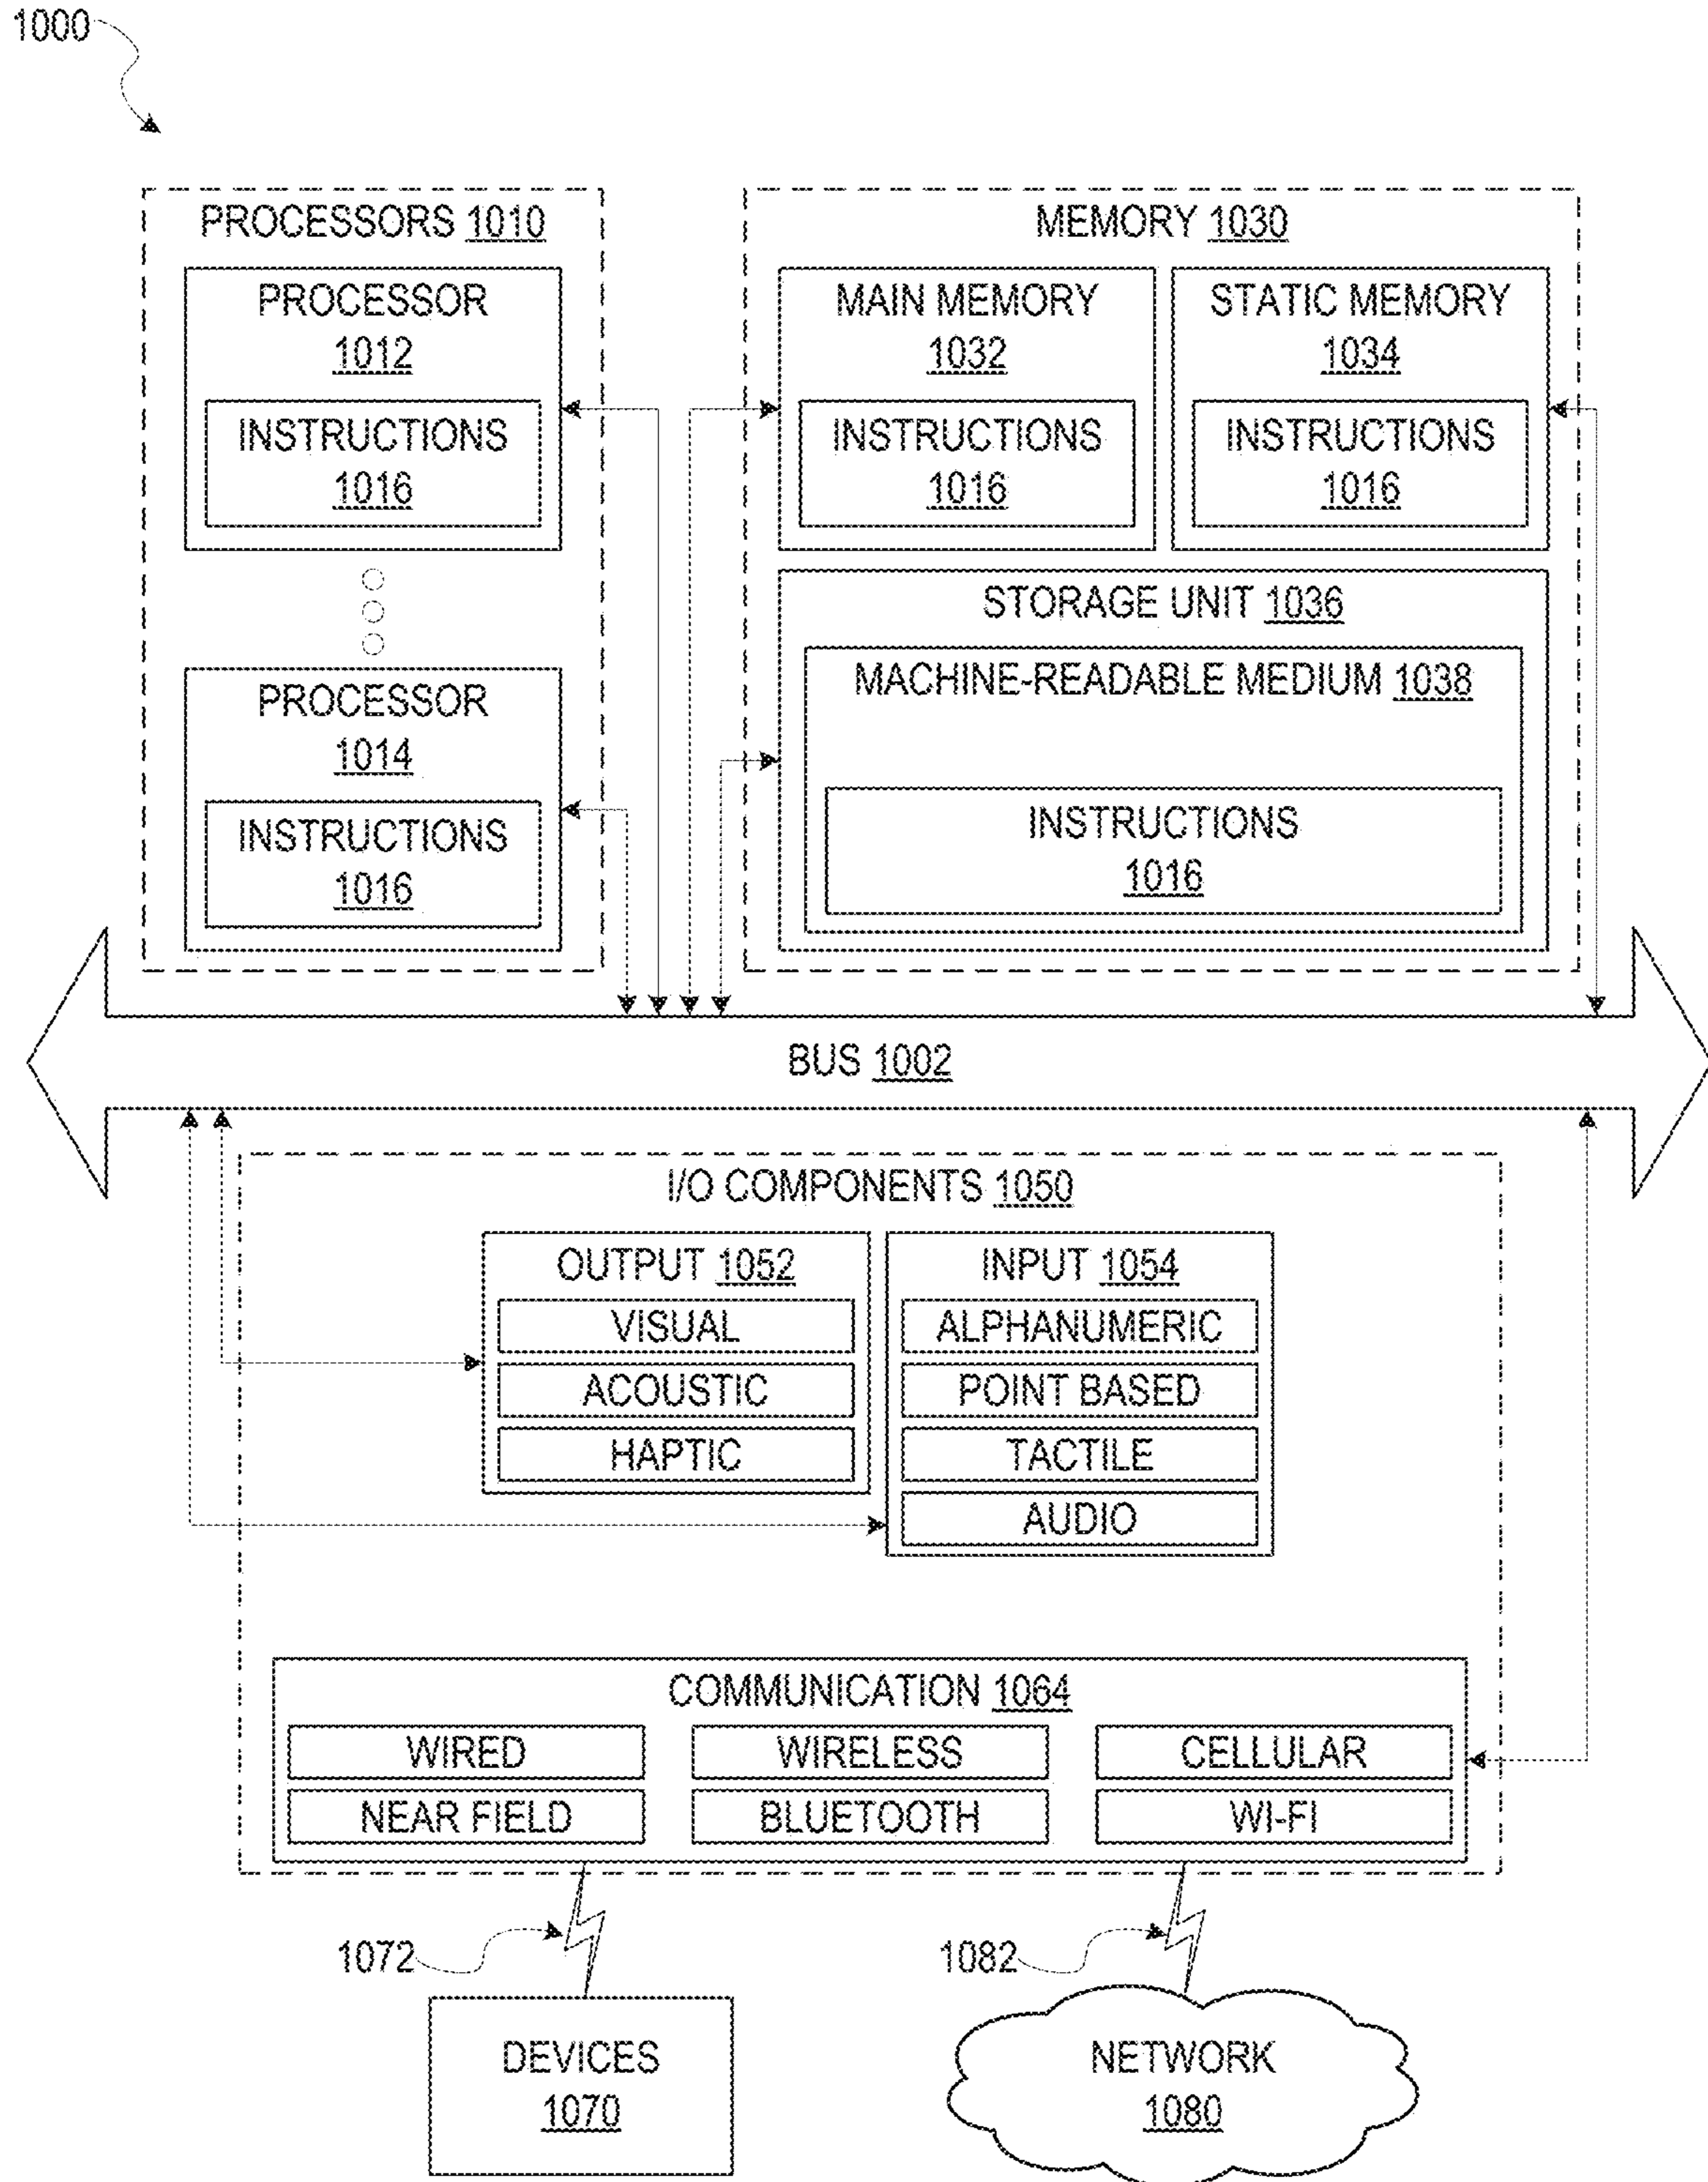 1000
PROCESSORS 1010
PROCESSOR
1012
INSTRUCTIONS
1016
PROCESSOR
1014
INSTRUCTIONS
1016
MEMORY 1030
MAIN MEMORY
1032
INSTRUCTIONS
1016
STATIC MEMORY
1034
INSTRUCTIONS
1016
STORAGE UNIT 1036
MACHINE-READABLE MEDIUM 1038
INSTRUCTIONS
1016
BUS 1002
I/O COMPONENTS 1050
OUTPUT 1052
VISUAL
ACOUSTIC
HAPTIC
INPUT 1054
ALPHANUMERIC
POINT BASED
TACTILE
AUDIO
COMMUNICATION 1064
WIRED
WIRELESS
CELLULAR
NEAR FIELD
BLUETOOTH
WI-FI
1072
1082
DEVICES
1070
NETWORK
1080